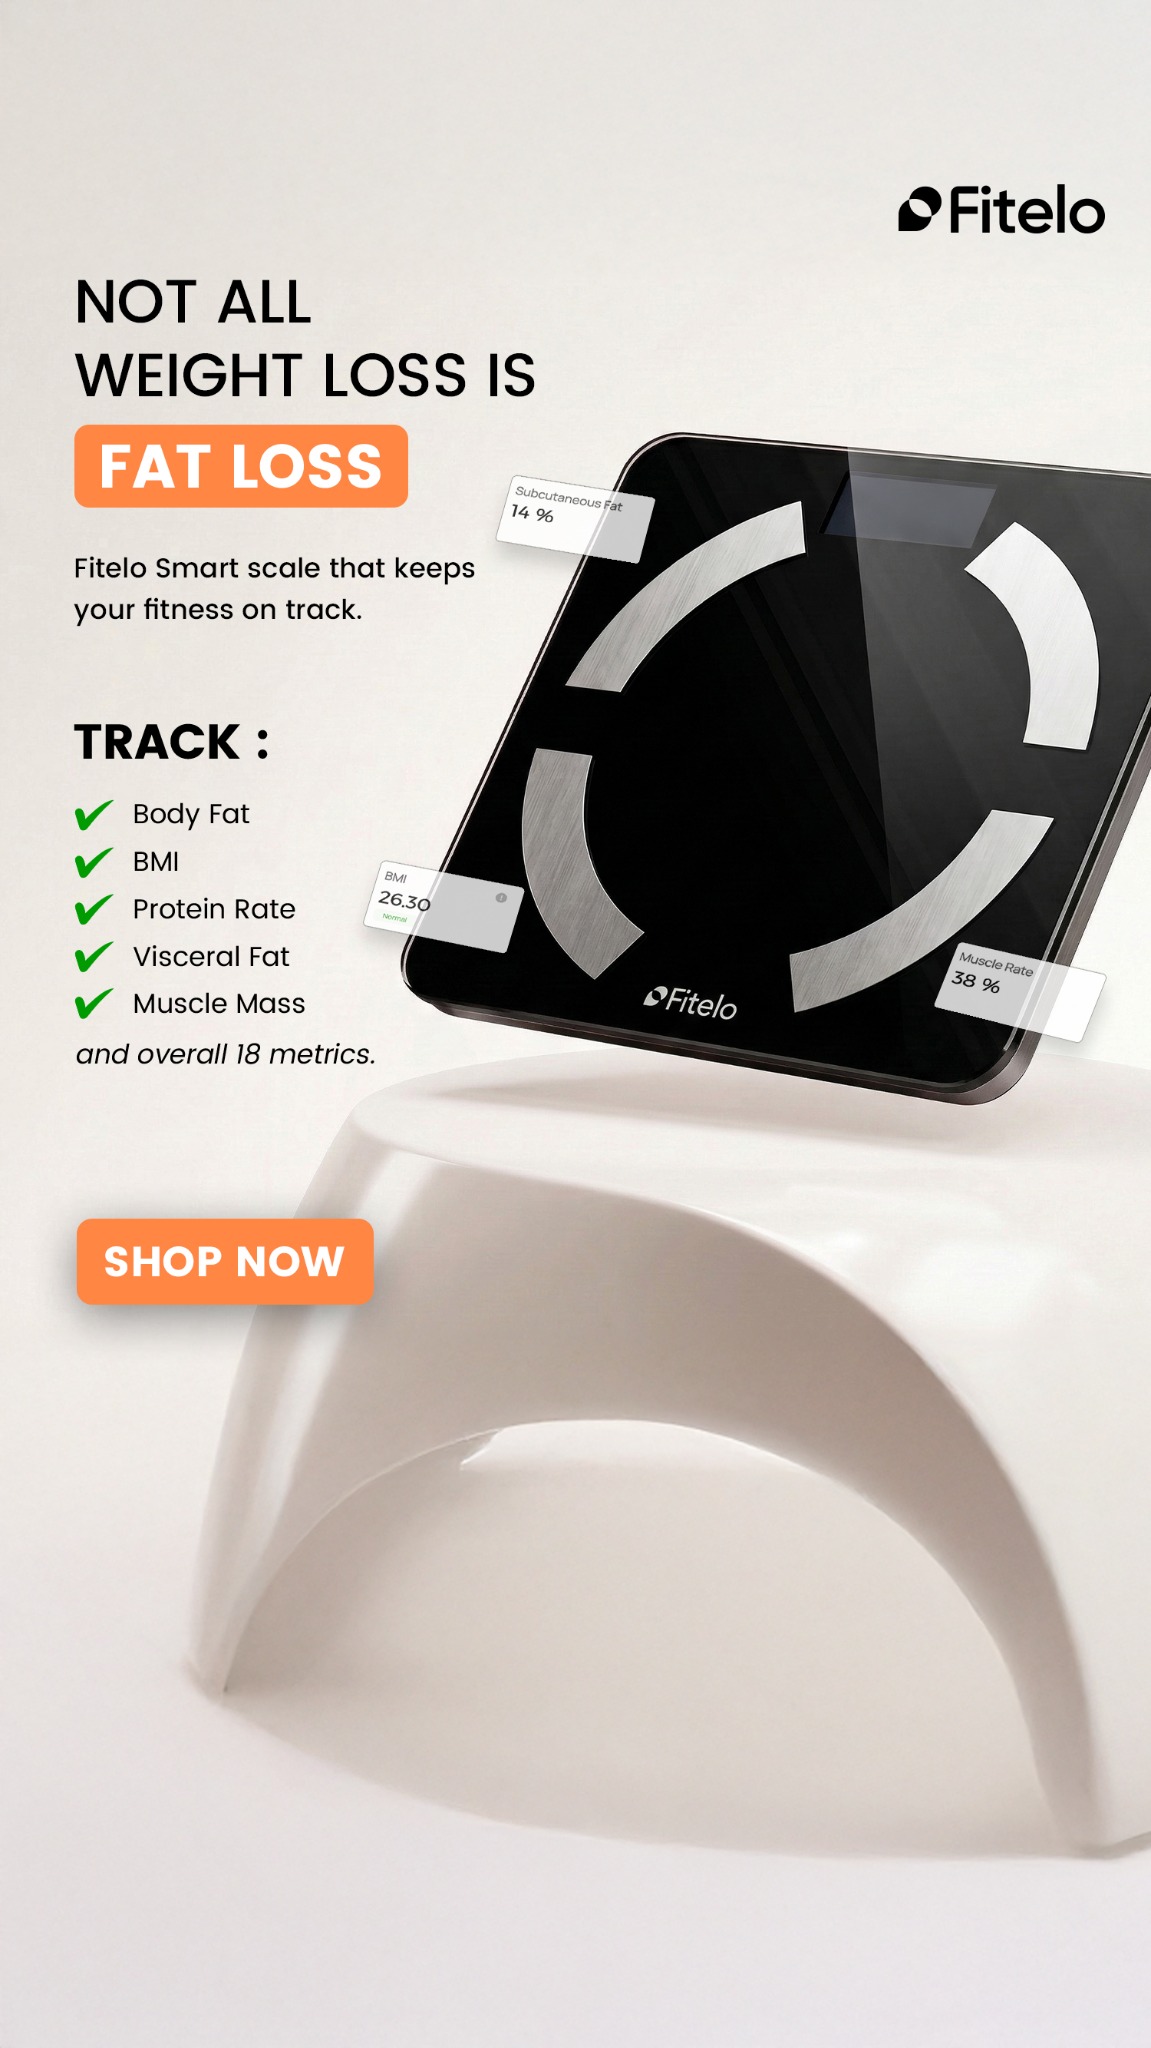 Fitelo
NOT ALL
WEIGHT LOSS IS
FAT LOSS
Fitelo Smart scale that keeps
your fitness on track.
Subcutaneous Fat
14 %
TRACK :
Body Fat
BMI
Protein Rate
Visceral Fat
Muscle Mass
and overall 18 metrics.
BMI
26.30
Normal
Muscle Rate
38 %
Fitelo
SHOP NOW